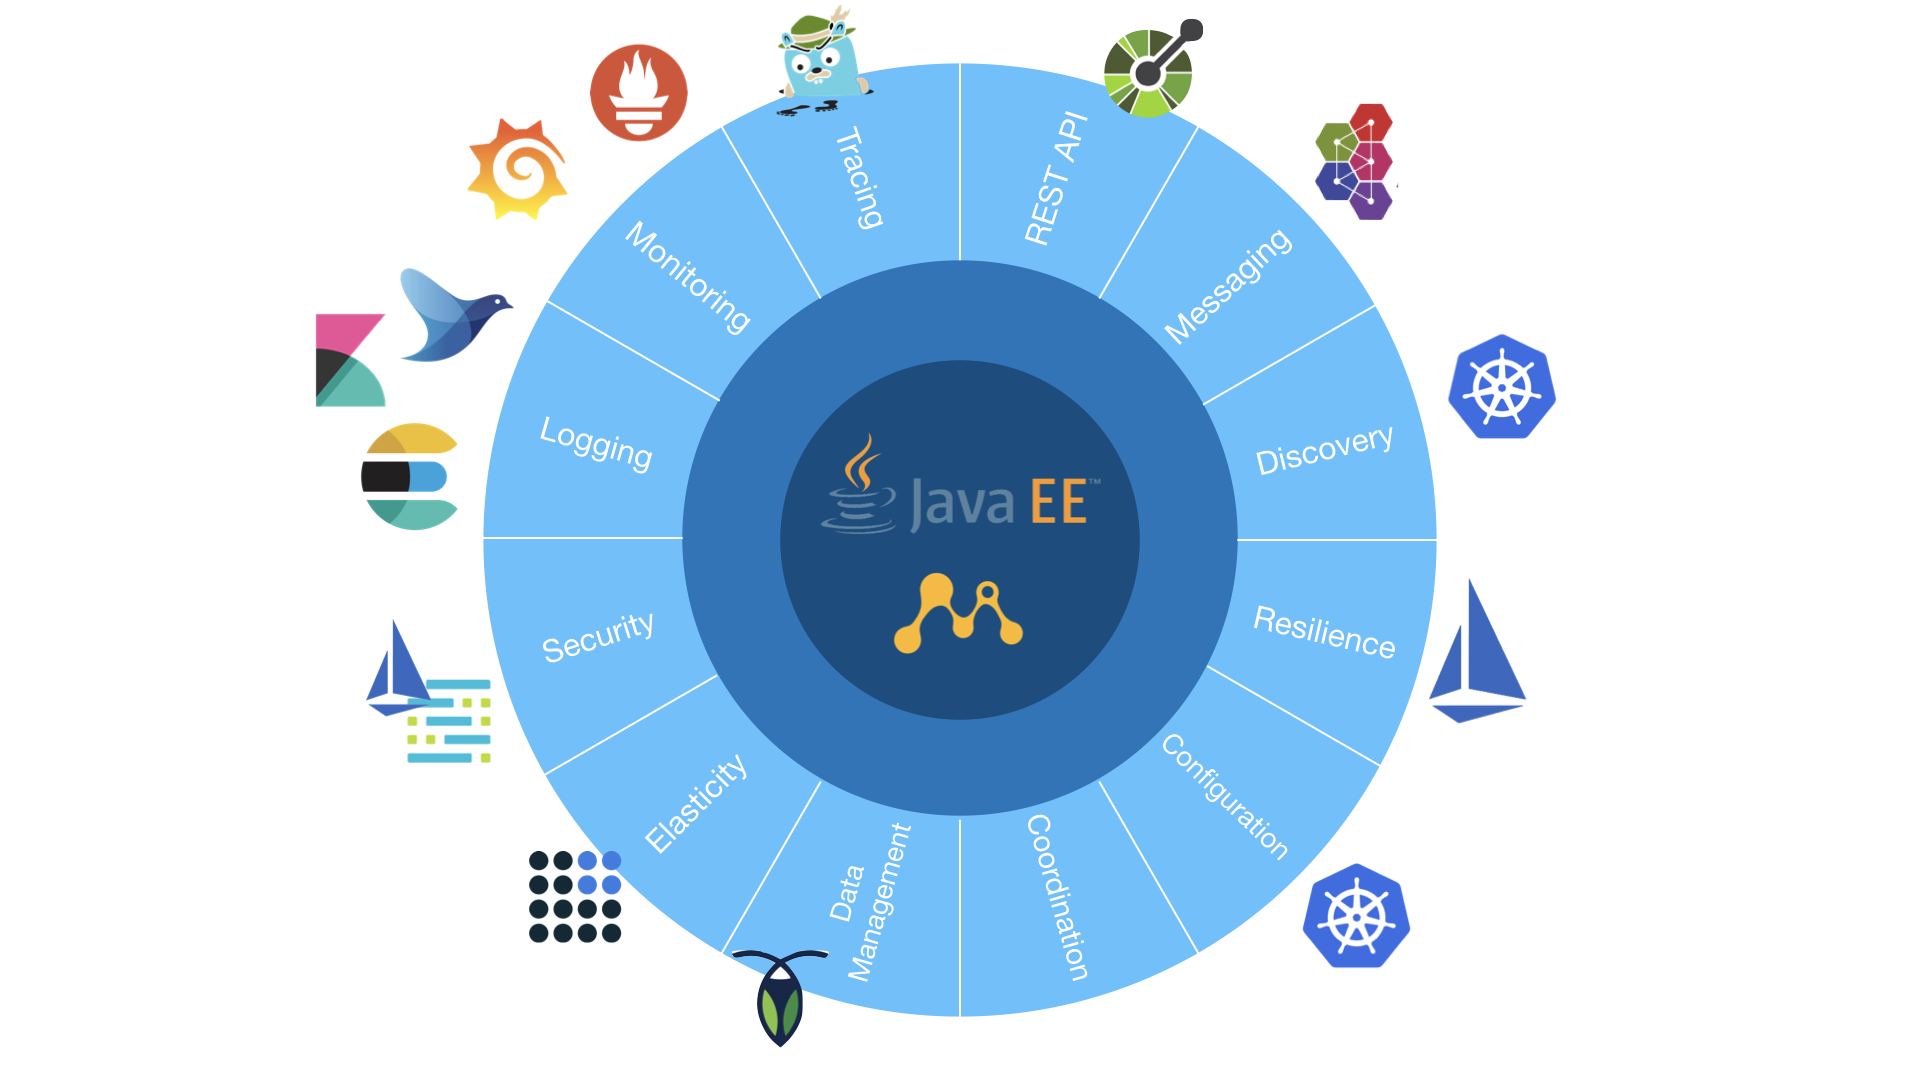 REST API
Messaging
Discovery
Resilience
Configuration
Coordination
Data
Management
Elasticity
Security
Logging
Monitoring
Tracing
Java EE™